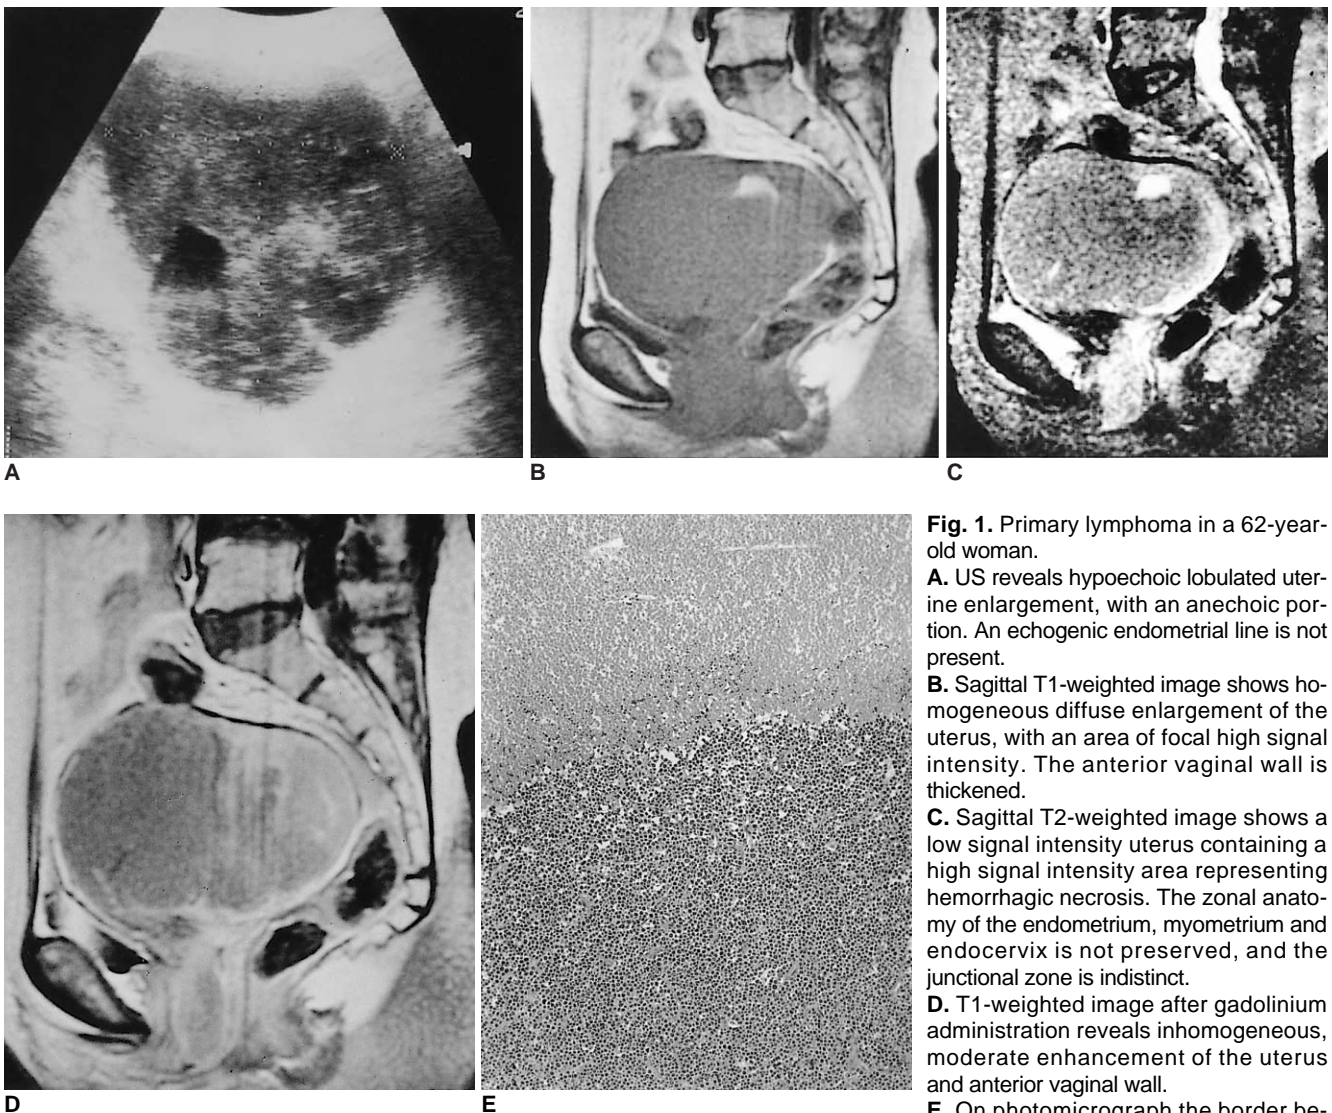 A
B
C
D
E
Fig. 1. Primary lymphoma in a 62-year-
old woman.
A. US reveals hypoechoic lobulated uter-
ine enlargement, with an anechoic por-
tion. An echogenic endometrial line is not
present.
B. Sagittal T1-weighted image shows ho-
mogeneous diffuse enlargement of the
uterus, with an area of focal high signal
intensity. The anterior vaginal wall is
thickened.
C. Sagittal T2-weighted image shows a
low signal intensity uterus containing a
high signal intensity area representing
hemorrhagic necrosis. The zonal anato-
my of the endometrium, myometrium and
endocervix is not preserved, and the
junctional zone is indistinct.
D. T1-weighted image after gadolinium
administration reveals inhomogeneous,
moderate enhancement of the uterus
and anterior vaginal wall.
E. On photomicrograph the border be-